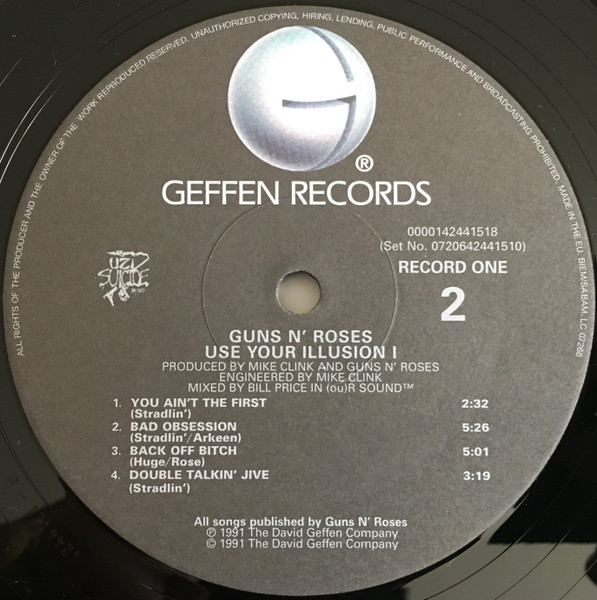 ALL RIGHTS OF THE PRODUCER AND THE OWNER OF THE WORK REPRODUCED RESERVED. UNAUTHORIZED COPYING, HIRING, LENDING, PUBLIC PERFORMANCE AND BROADCASTING PROHIBITED. MADE IN THE EU. BIEM/SABAM. LC 07266
®
GEFFEN RECORDS
UZI
SUICIDE
0000142441518
(Set No. 0720642441510)
RECORD ONE
2
GUNS N' ROSES
USE YOUR ILLUSION I
PRODUCED BY MIKE CLINK AND GUNS N' ROSES
ENGINEERED BY MIKE CLINK
MIXED BY BILL PRICE IN (ou)R SOUND™
1. YOU AIN'T THE FIRST 2:32
(Stradlin')
2. BAD OBSESSION 5:26
(Stradlin'/Arkeen)
3. BACK OFF BITCH 5:01
(Huge/Rose)
4. DOUBLE TALKIN' JIVE 3:19
(Stradlin')
All songs published by Guns N' Roses
℗ 1991 The David Geffen Company
© 1991 The David Geffen Company